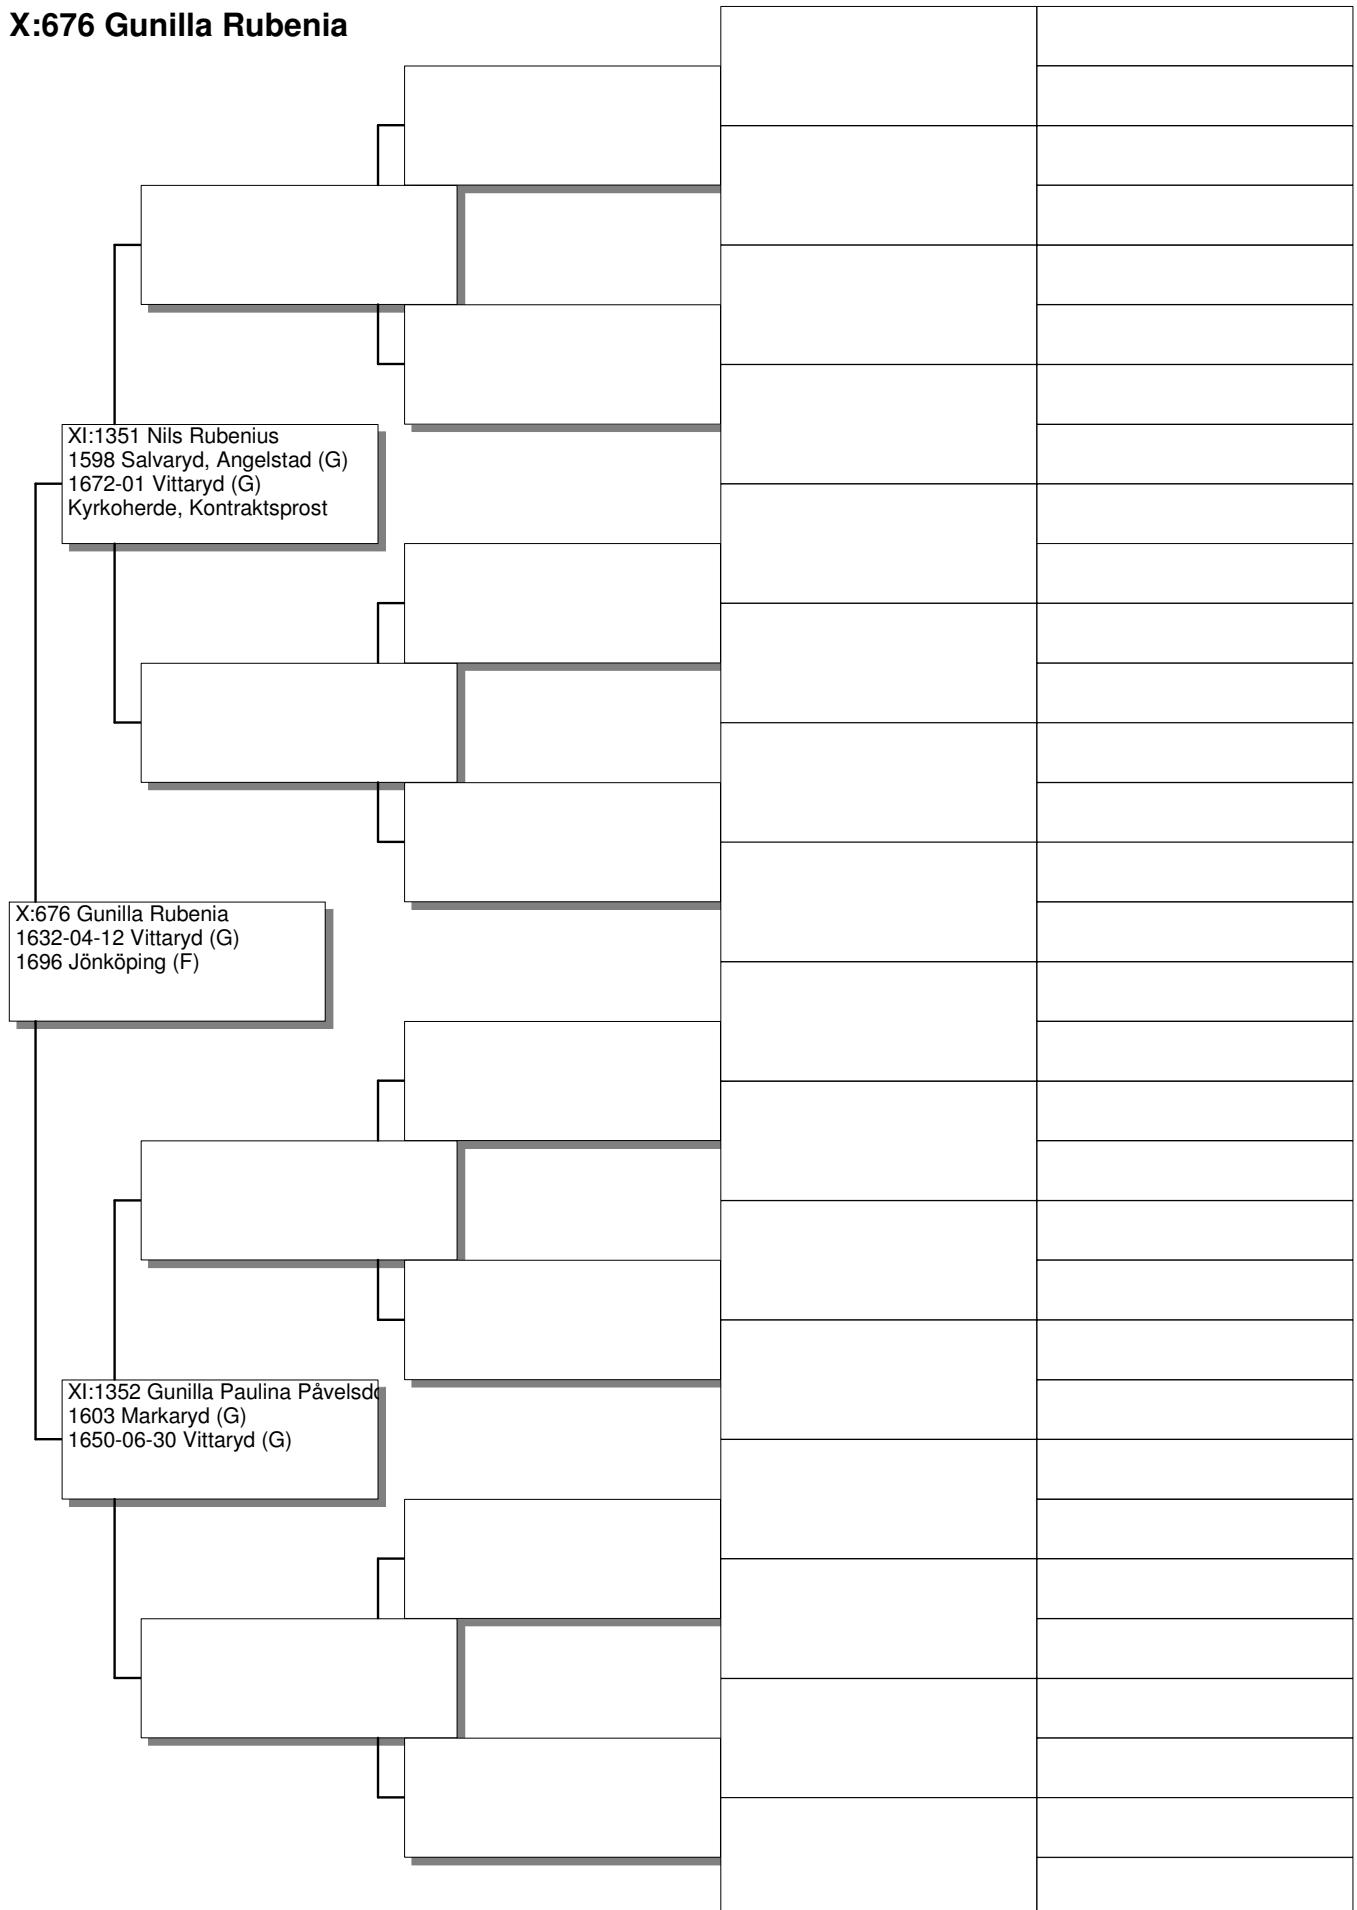 X:676 Gunilla Rubenia
XI:1351 Nils Rubenius
1598 Salvaryd, Angelstad (G)
1672-01 Vittaryd (G)
Kyrkoherde, Kontraktsprost
X:676 Gunilla Rubenia
1632-04-12 Vittaryd (G)
1696 Jönköping (F)
XI:1352 Gunilla Paulina
1603 Markaryd (G)
1650-06-30 Vittaryd (G)